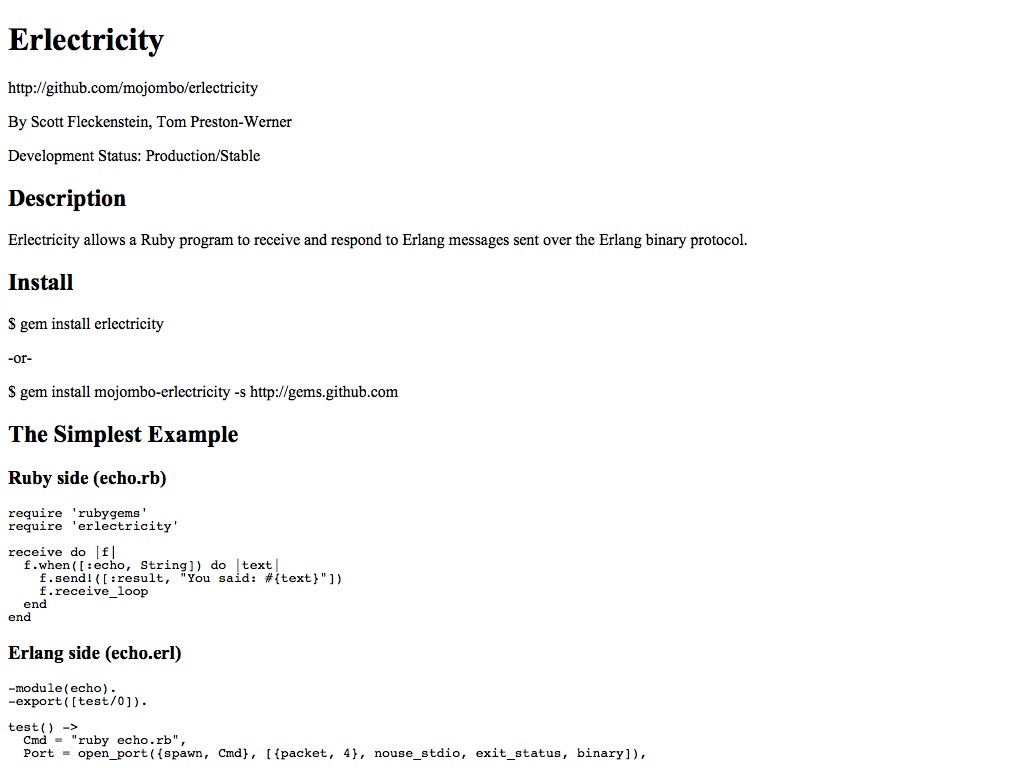 Erlectricity
http://github.com/mojombo/erlectricity
By Scott Fleckenstein, Tom Preston-Werner
Development Status: Production/Stable
Description
Erlectricity allows a Ruby program to receive and respond to Erlang messages sent over the Erlang binary protocol.
Install
$ gem install erlectricity
-or-
$ gem install mojombo-erlectricity -s http://gems.github.com
The Simplest Example
Ruby side (echo.rb)
require 'rubygems'
require 'erlectricity'
receive do |f|
  f.when([:echo, String]) do |text|
    f.send!([:result, "You said: #{text}"])
    f.receive_loop
  end
end
Erlang side (echo.erl)
-module(echo).
-export([test/0]).
test() ->
  Cmd = "ruby echo.rb",
  Port = open_port({spawn, Cmd}, [{packet, 4}, nouse_stdio, exit_status, binary]),